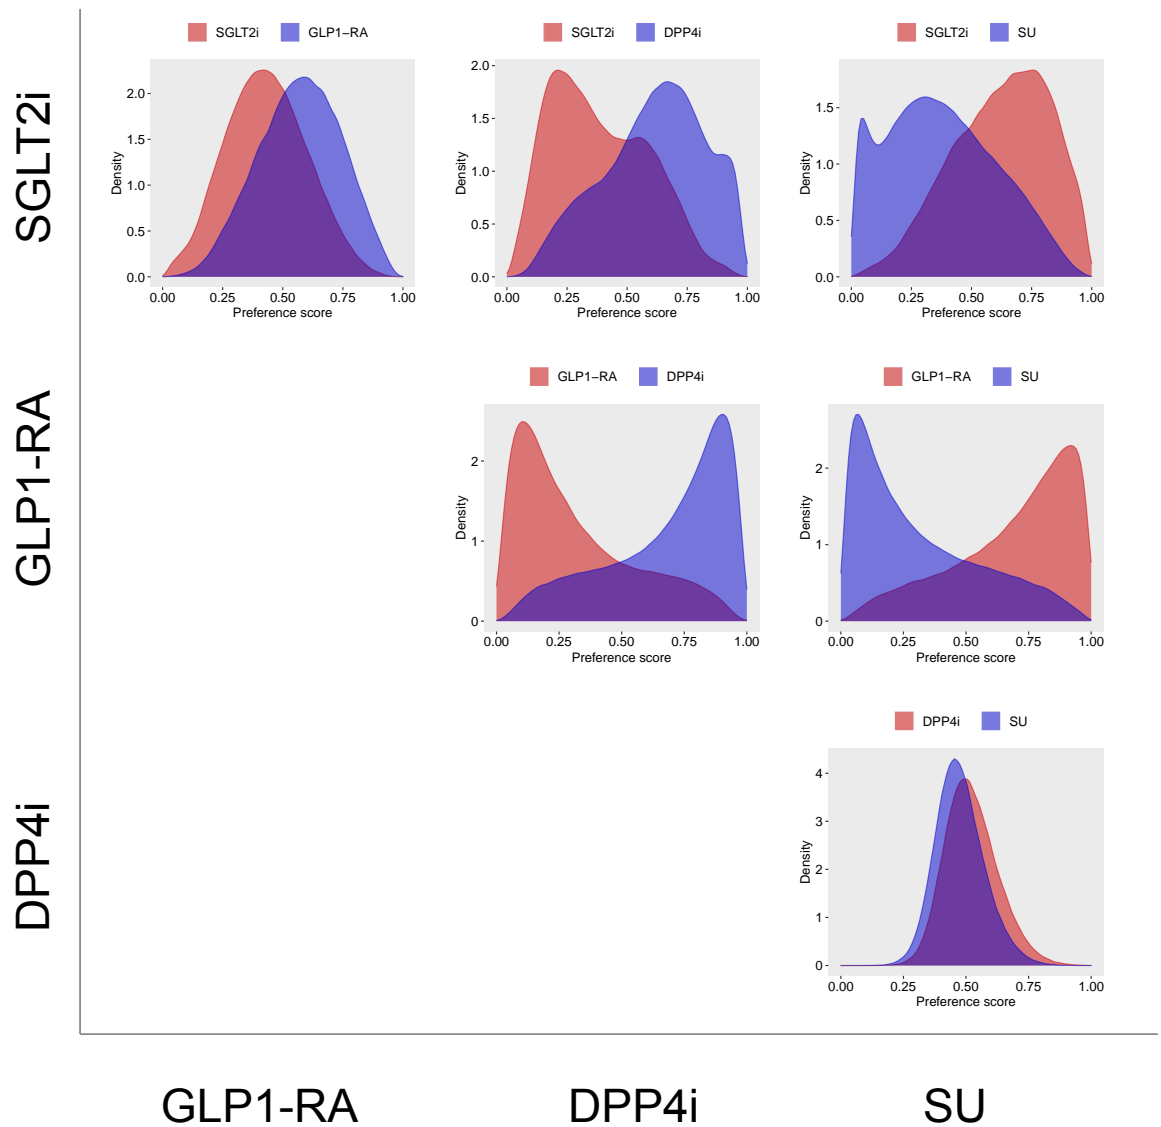 SGLT2i GLP1−RA
SGLT2i DPP4i
SGLT2i SU
SGLT2i
Density
2.0
1.5
1.0
0.5
0.0
0.00 0.25 0.50 0.75 1.00
Preference score
Density
2.0
1.5
1.0
0.5
0.0
0.00 0.25 0.50 0.75 1.00
Preference score
Density
1.5
1.0
0.5
0.0
0.00 0.25 0.50 0.75 1.00
Preference score
GLP1-RA
GLP1−RA DPP4i
Density
2
1
0
0.00 0.25 0.50 0.75 1.00
Preference score
GLP1−RA SU
Density
2
1
0
0.00 0.25 0.50 0.75 1.00
Preference score
DPP4i
DPP4i SU
Density
4
3
2
1
0
0.00 0.25 0.50 0.75 1.00
Preference score
GLP1-RA DPP4i SU